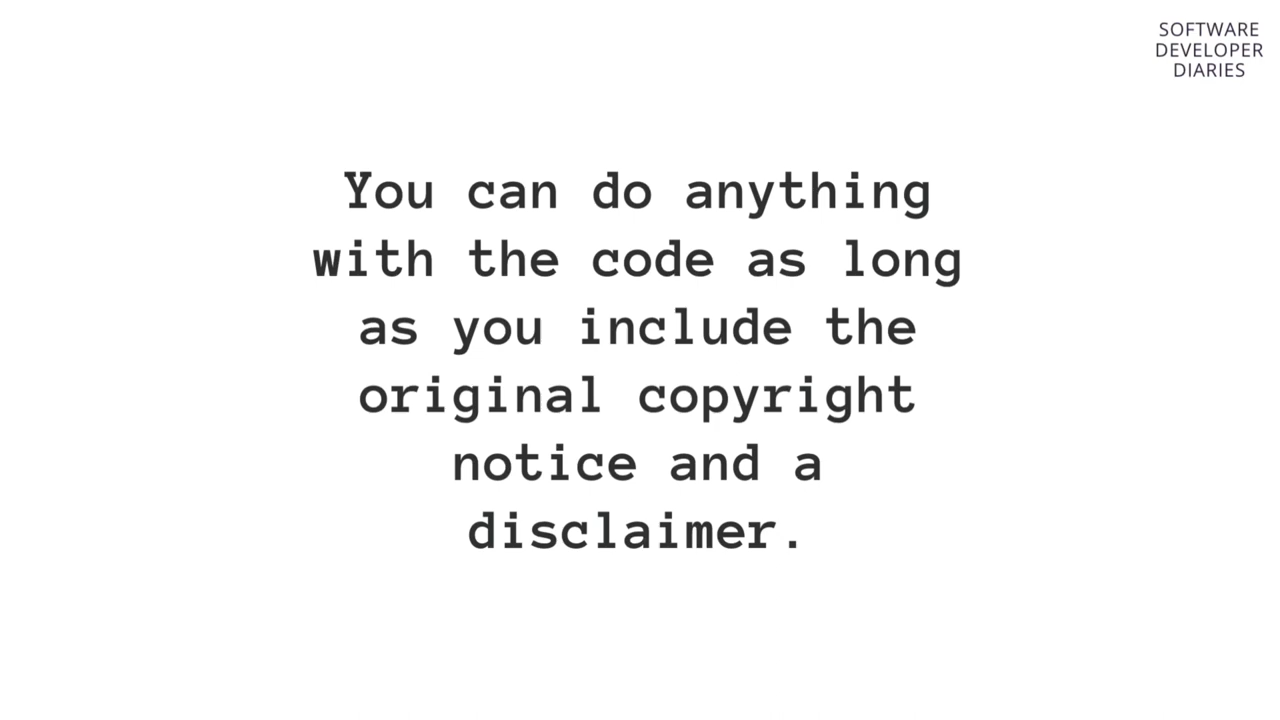 SOFTWARE
DEVELOPER
DIARIES
You can do anything
with the code as long
as you include the
original copyright
notice and a
disclaimer.